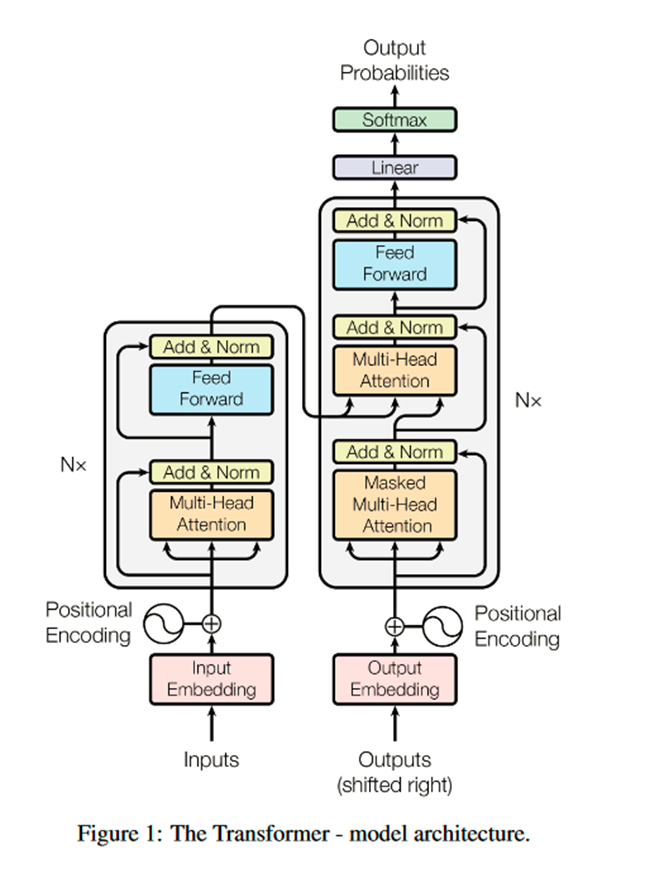 Output
Probabilities
Softmax
Linear
Add & Norm
Feed
Forward
Add & Norm
Multi-Head
Attention
Add & Norm
Masked
Multi-Head
Attention
N×
Add & Norm
Feed
Forward
Add & Norm
Multi-Head
Attention
N×
Positional
Encoding
Positional
Encoding
Input
Embedding
Output
Embedding
Inputs
Outputs
(shifted right)
Figure 1: The Transformer - model architecture.